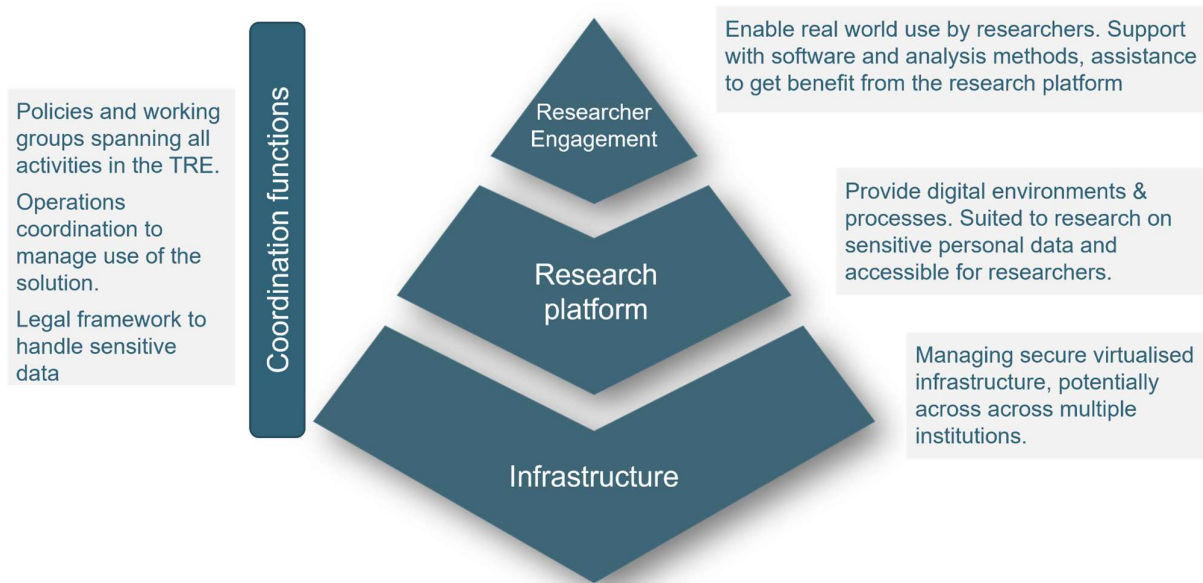 Policies and working
groups spanning all
activities in the TRE.
Operations
coordination to
manage use of the
solution.
Legal framework to
handle sensitive
data
Coordination functions
Researcher
Engagement
Research
platform
Infrastructure
Enable real world use by researchers. Support
with software and analysis methods, assistance
to get benefit from the research platform
Provide digital environments &
processes. Suited to research on
sensitive personal data and
accessible for researchers.
Managing secure virtualised
infrastructure, potentially
across across multiple
institutions.